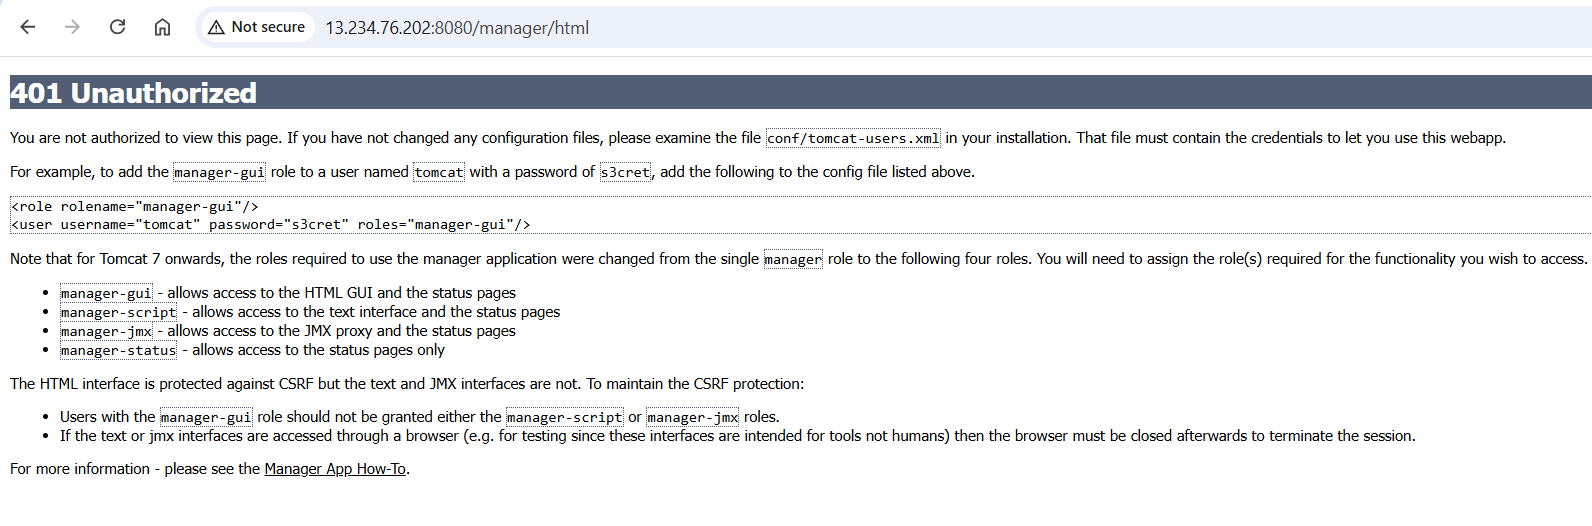 Not secure 13.234.76.202:8080/manager/html
401 Unauthorized
You are not authorized to view this page. If you have not changed any configuration files, please examine the file conf/tomcat-users.xml in your installation. That file must contain the credentials to let you use this webapp.
For example, to add the manager-gui role to a user named tomcat with a password of s3cret, add the following to the config file listed above.
<role rolename="manager-gui"/>
<user username="tomcat" password="s3cret" roles="manager-gui"/>
Note that for Tomcat 7 onwards, the roles required to use the manager application were changed from the single manager role to the following four roles. You will need to assign the role(s) required for the functionality you wish to access.
• manager-gui - allows access to the HTML GUI and the status pages
• manager-script - allows access to the text interface and the status pages
• manager-jmx - allows access to the JMX proxy and the status pages
• manager-status - allows access to the status pages only
The HTML interface is protected against CSRF but the text and JMX interfaces are not. To maintain the CSRF protection:
• Users with the manager-gui role should not be granted either the manager-script or manager-jmx roles.
• If the text or jmx interfaces are accessed through a browser (e.g. for testing since these interfaces are intended for tools not humans) then the browser must be closed afterwards to terminate the session.
For more information - please see the Manager App How-To.